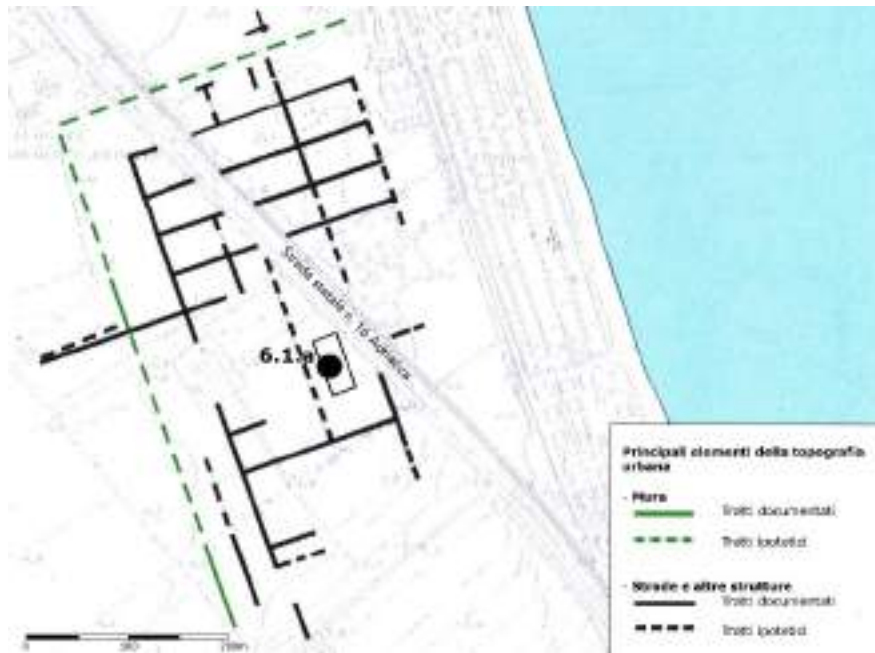 Strada statale n. 16 Adriatica
6.1.a
Principali elementi della topografia
urbana
- Mura
Tratti documentati
Tratti ipotetici
- Strade e altre strutture
Tratti documentati
Tratti ipotetici
0